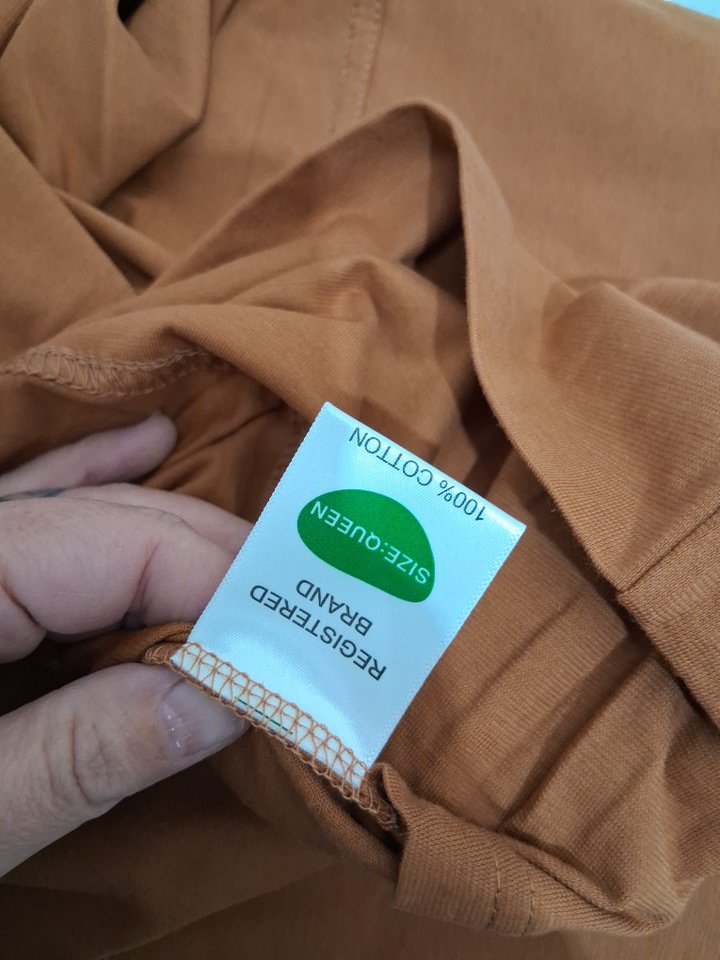 REGISTERED
BRAND
SIZE:QUEEN
100% COTTON